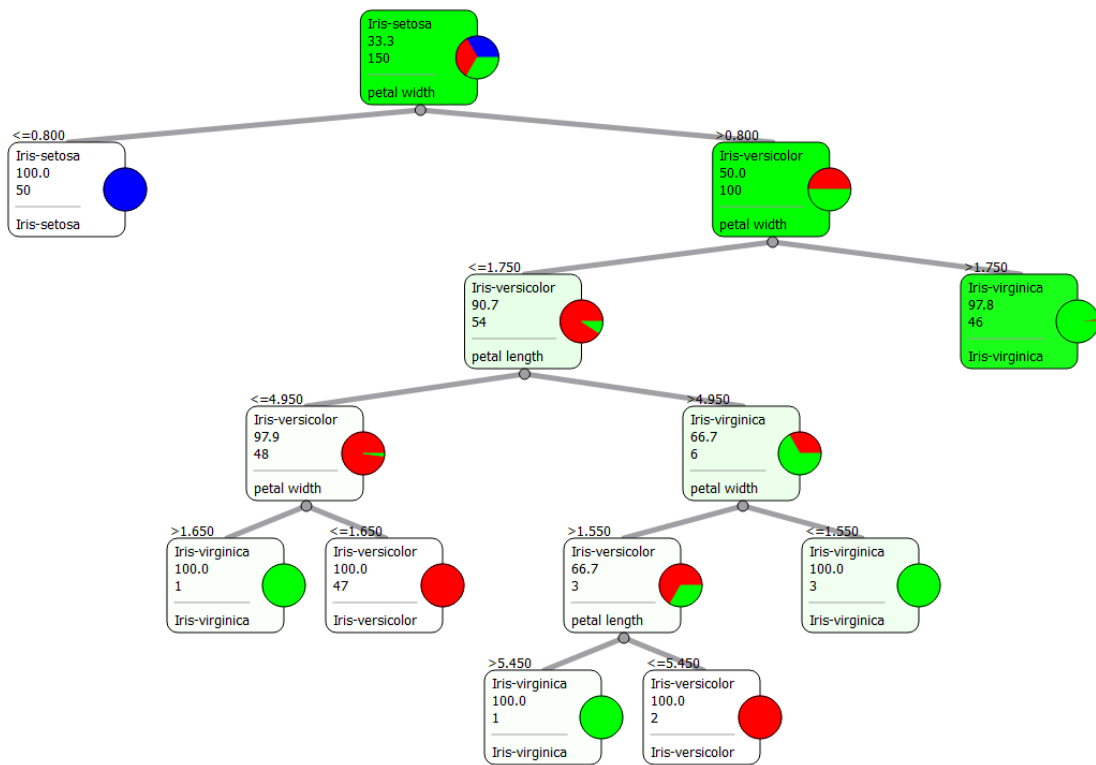 Iris-setosa
33.3
150
petal width
<=0.800
Iris-setosa
100.0
50
Iris-setosa
>0.800
Iris-versicolor
50.0
100
petal width
<=1.750
Iris-versicolor
90.7
54
petal length
>1.750
Iris-virginica
97.8
46
Iris-virginica
<=4.950
Iris-versicolor
97.9
48
petal width
>4.950
Iris-virginica
66.7
6
petal width
>1.650
Iris-virginica
100.0
1
Iris-virginica
<=1.650
Iris-versicolor
100.0
47
Iris-versicolor
>1.550
Iris-versicolor
66.7
3
petal length
<=1.550
Iris-virginica
100.0
3
Iris-virginica
>5.450
Iris-virginica
100.0
1
Iris-virginica
<=5.450
Iris-versicolor
100.0
2
Iris-versicolor